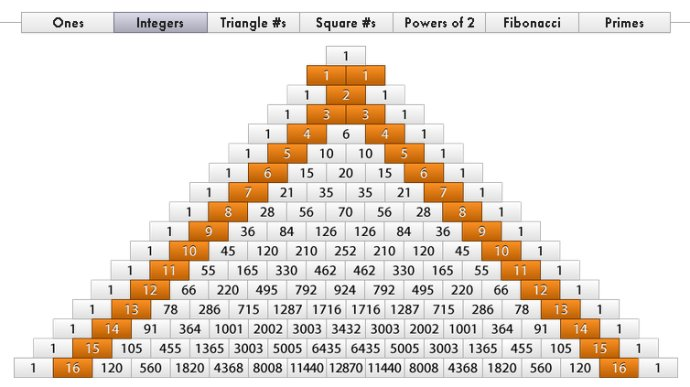 Ones Integers Triangle #s Square #s Powers of 2 Fibonacci Primes
1
1 1
1 2 1
1 3 3 1
1 4 6 4 1
1 5 10 10 5 1
1 6 15 20 15 6 1
1 7 21 35 35 21 7 1
1 8 28 56 70 56 28 8 1
1 9 36 84 126 126 84 36 9 1
1 10 45 120 210 252 210 120 45 10 1
1 11 55 165 330 462 462 330 165 55 11 1
1 12 66 220 495 792 924 792 495 220 66 12 1
1 13 78 286 715 1287 1716 1716 1287 715 286 78 13 1
1 14 91 364 1001 2002 3003 3432 3003 2002 1001 364 91 14 1
1 15 105 455 1365 3003 5005 6435 6435 5005 3003 1365 455 105 15 1
1 16 120 560 1820 4368 8008 11440 12870 11440 8008 4368 1820 560 120 16 1